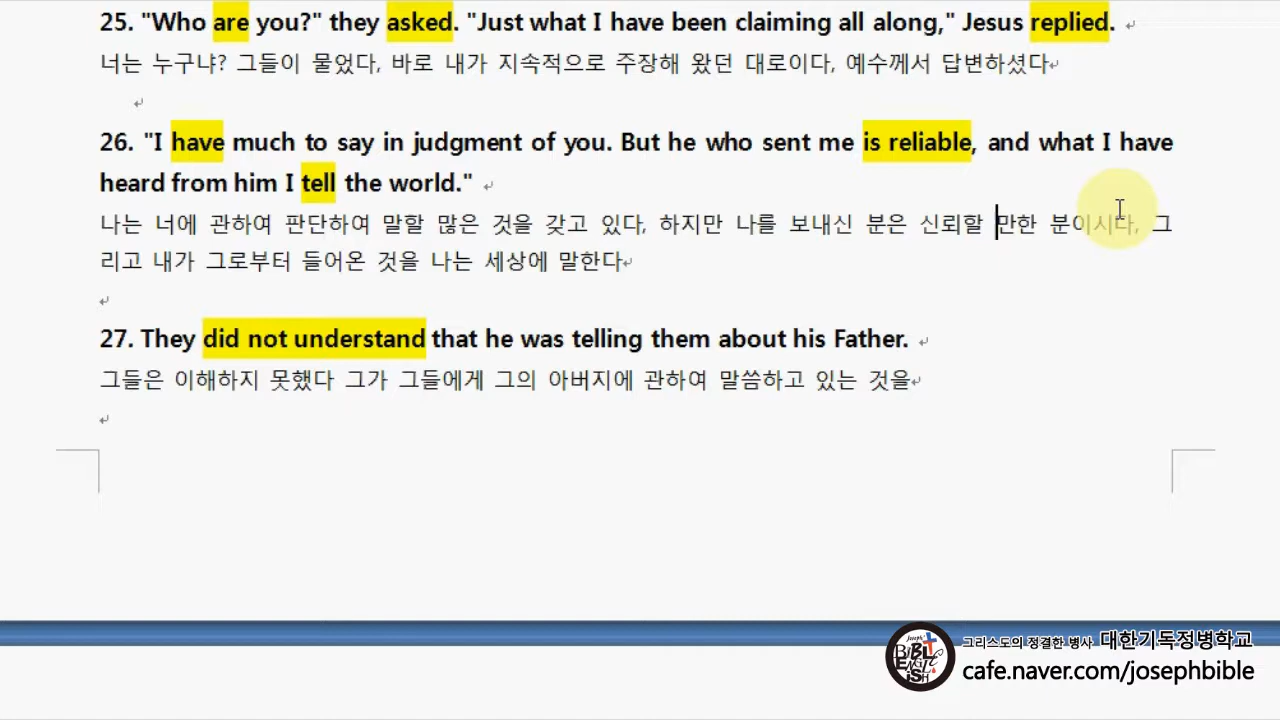 25. "Who are you?" they asked. "Just what I have been claiming all along," Jesus replied.
너는 누구냐? 그들이 물었다, 바로 내가 지속적으로 주장해 왔던 대로이다, 예수께서 답변하셨다
26. "I have much to say in judgment of you. But he who sent me is reliable, and what I have
heard from him I tell the world."
나는 너에 관하여 판단하여 말할 많은 것을 갖고 있다, 하지만 나를 보내신 분은 신뢰할 만한 분이시다, 그
리고 내가 그로부터 들어온 것을 나는 세상에 말한다
27. They did not understand that he was telling them about his Father.
그들은 이해하지 못했다 그가 그들에게 그의 아버지에 관하여 말씀하고 있는 것을
Joseph's
BIBLE
ENGLISH
그리스도의 정결한 병사 대한기독정병학교
cafe.naver.com/josephbible